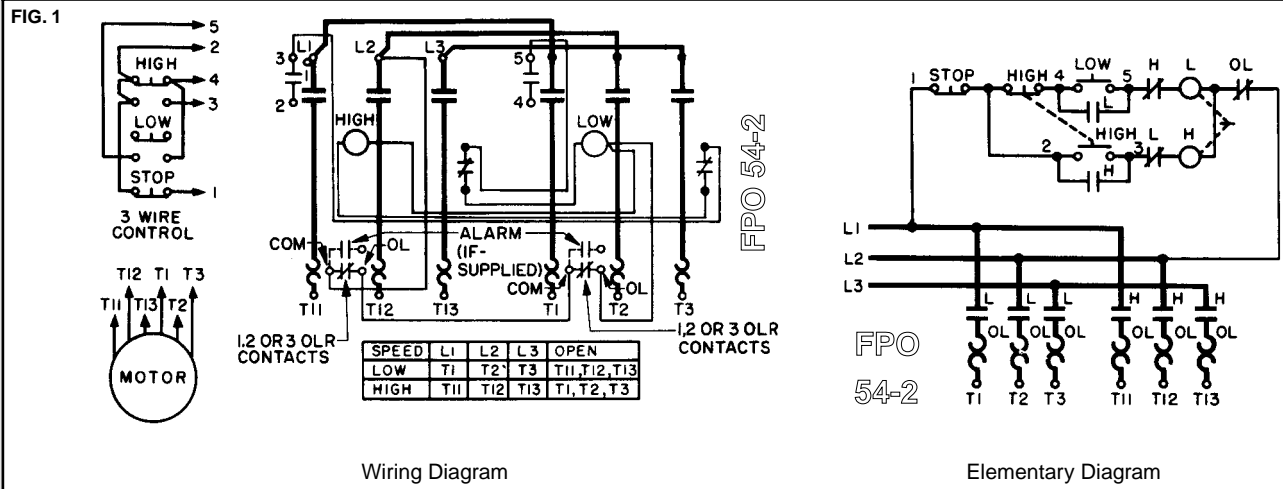 FIG. 1
5
2
HIGH
4
3
LOW
STOP
1
3 WIRE
CONTROL
T12 T1 T3
T11 T13 T2
MOTOR
3 L1 L2 L3 5
1
2 4
HIGH LOW
FPO 54-2
COM ALARM OL
(IF-
SUPPLIED)
COM OL
T11 T12 T13 T1 T2 T3
1,2 OR 3 OLR
CONTACTS
1,2 OR 3 OLR
CONTACTS
SPEED L1 L2 L3 OPEN
LOW T1 T2 T3 T11,T12,T13
HIGH T11 T12 T13 T1,T2,T3
Wiring Diagram
1 STOP HIGH 4 LOW 5 H L OL
L
2 HIGH 3 L H
H
L1
L2
L3
L L L H H H
OL OL OL OL OL OL
T1 T2 T3 T11 T12 T13
FPO
54-2
Elementary Diagram